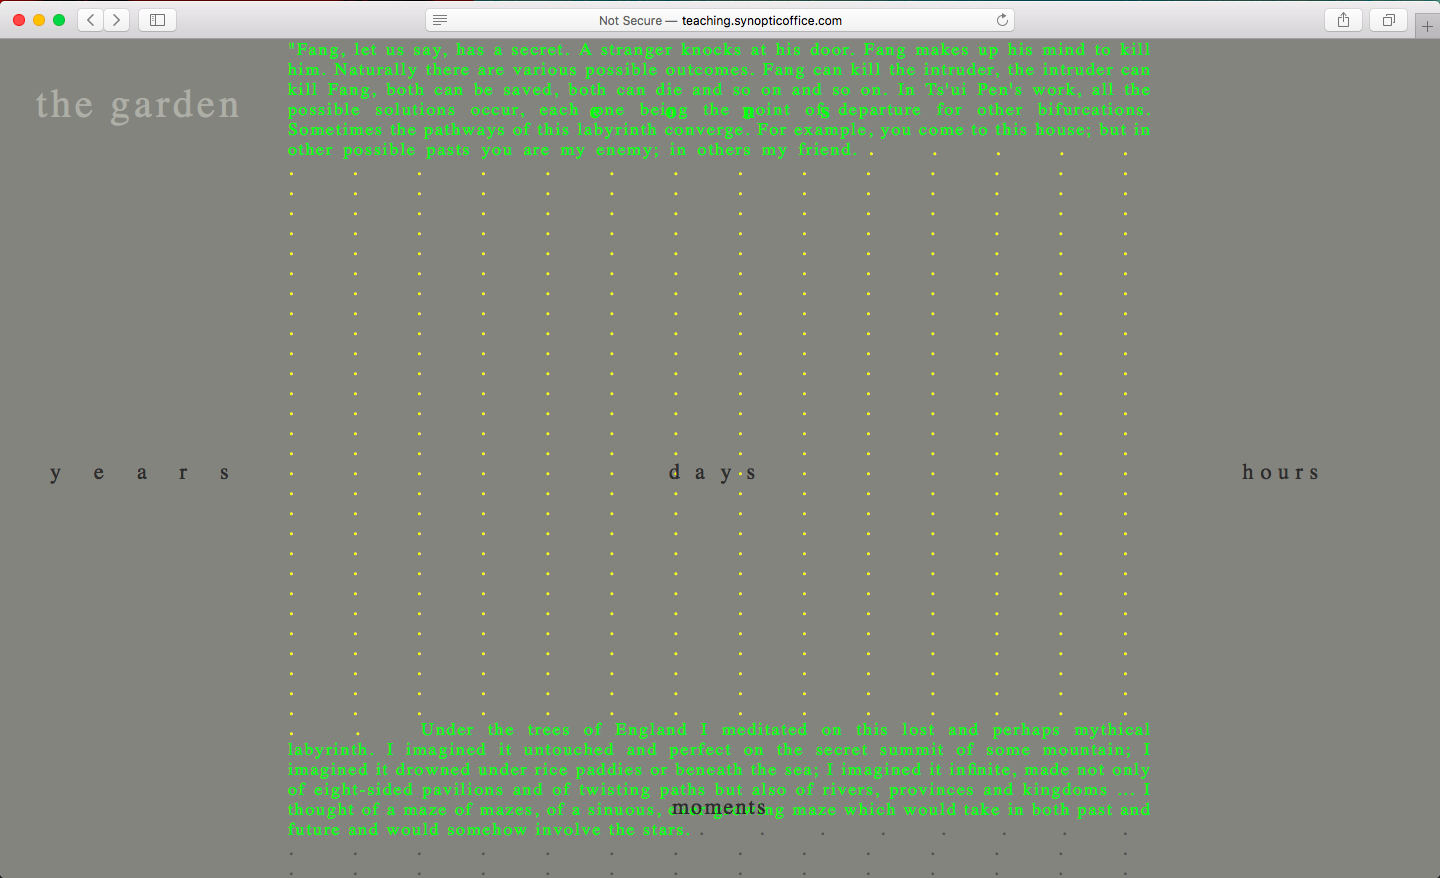 Not Secure — teaching.synopticoffice.com
"Fang, let us say, has a secret. A stranger knocks at his door. Fang makes up his mind to kill
him. Naturally there are various possible outcomes. Fang can kill the intruder, the intruder can
kill Fang, both can be saved, both can die and so on and so on. In Ts'ui Pen's work, all the
the garden
possible solutions occur, each one being the point of departure for other bifurcations.
Sometimes the pathways of this labyrinth converge. For example, you come to this house; but in
other possible pasts you are my enemy; in others my friend.
years days hours
Under the trees of England I meditated on this lost and perhaps mythical
labyrinth. I imagined it untouched and perfect on the secret summit of some mountain; I
imagined it drowned under rice paddies or beneath the sea; I imagined it infinite, made not only
of eight-sided pavilions and of twisting paths but also of rivers, provinces and kingdoms ... I
thought of a maze of mazes, of a sinuous, maze which would take in both past and
moments
future and would somehow involve the stars.